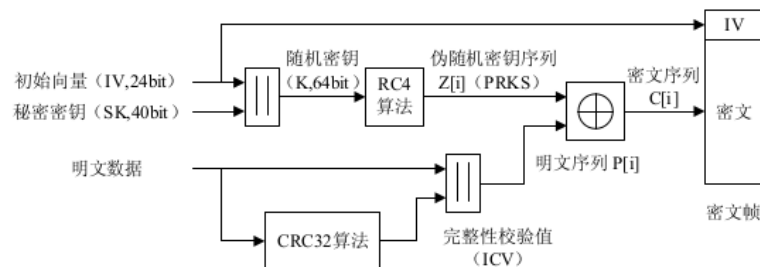 IV
随机密钥
(K,64bit)
伪随机密钥序列
Z[i](PRKS)
初始向量(IV,24bit)
秘密密钥(SK,40bit)
||
RC4
算法
密文序列
C[i]
密文
明文数据
||
明文序列 P[i]
CRC32算法
完整性校验值
(ICV)
密文帧